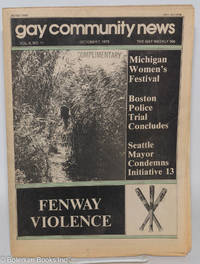 gay community news
VOL. 6, NO. 11
OCTOBER 7, 1978
THE GAY WEEKLY 50¢
COMPLIMENTARY
Michigan
Women's
Festival
Boston
Police
Trial
Concludes
Seattle
Mayor
Condemns
Initiative 13
FENWAY
VIOLENCE
© Bolerium Books Inc.